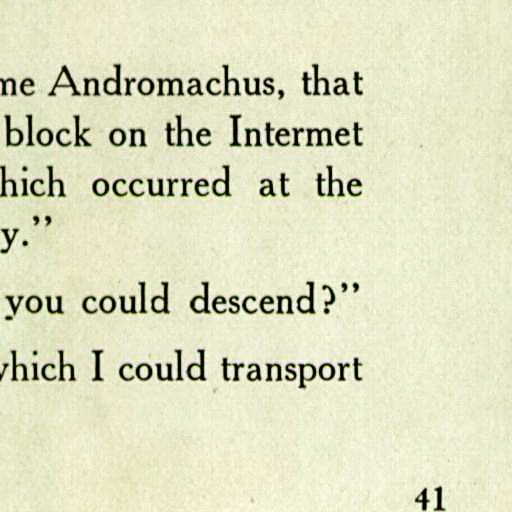 me Andromachus, that
block on the Intermet
hich occurred at the
y.”
you could descend?”
which I could transport
41